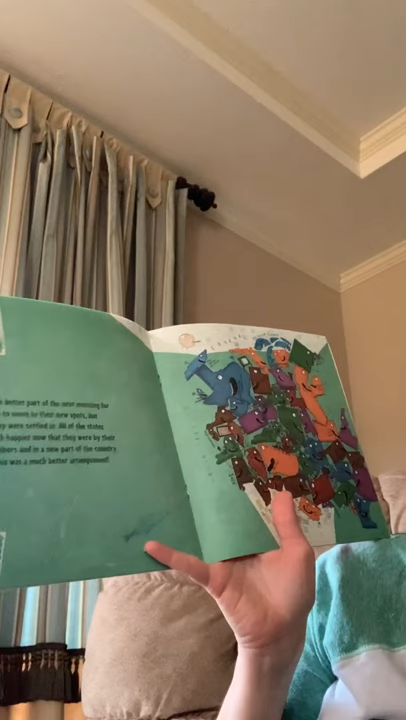 better part of the next morning for
to move to their new spots, but
y were settled in. All of the states
happier now that they were by their
bors and in a new part of the country.
is was a much better arrangement!